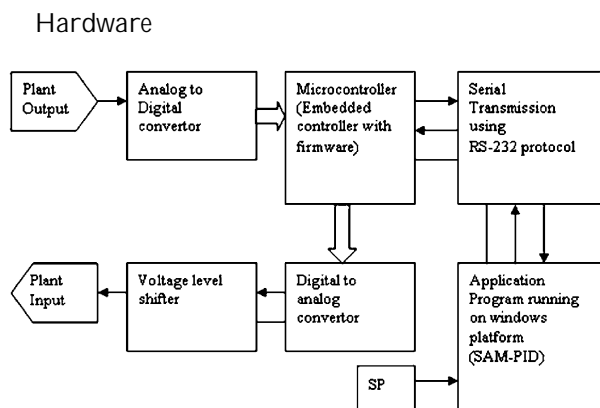 Hardware
Plant
Output
Analog to
Digital
convertor
Microcontroller
(Embedded
controller with
firmware)
Serial
Transmission
using
RS-232 protocol
Plant
Input
Voltage level
shifter
Digital to
analog
convertor
Application
Program running
on windows
platform
(SAM-PID)
SP